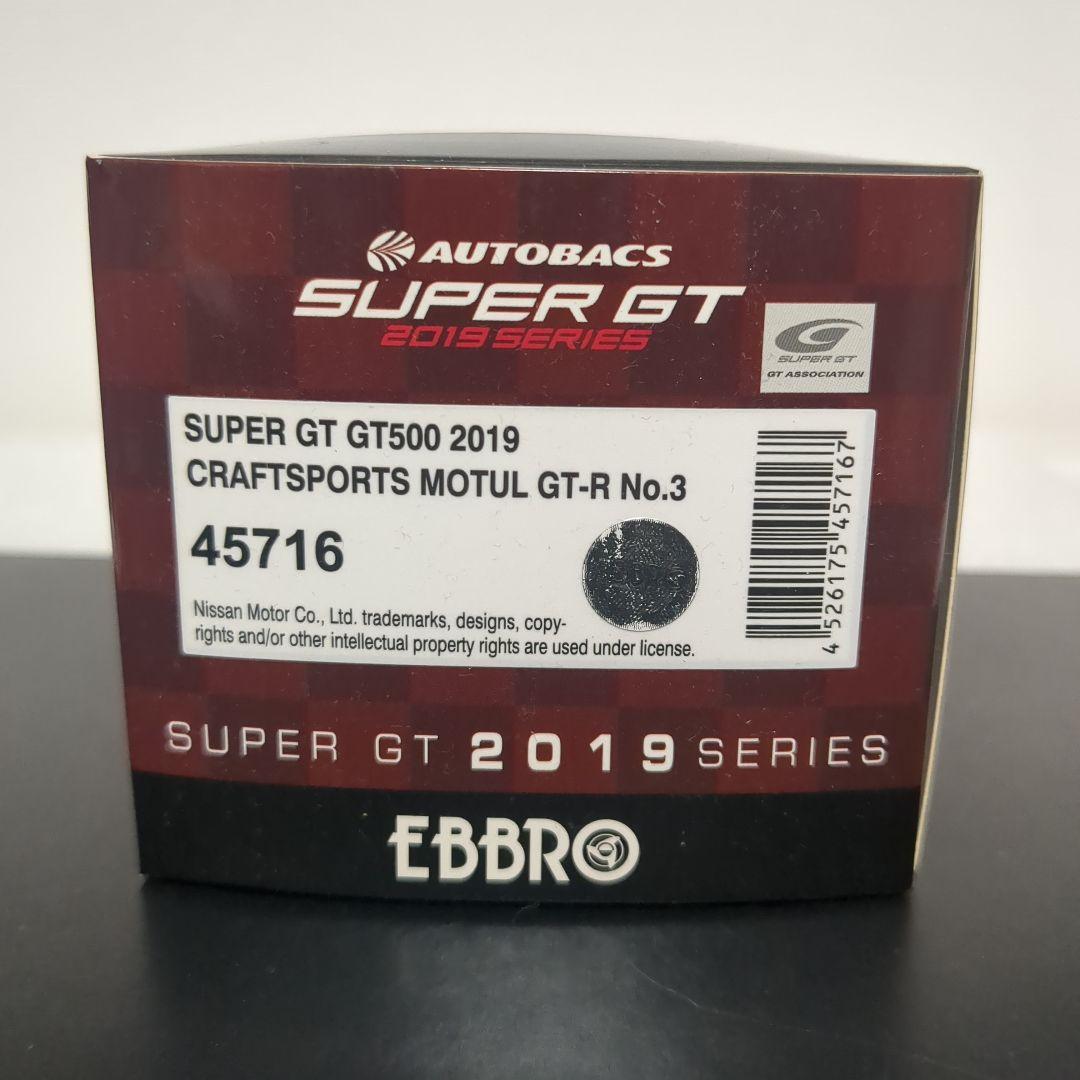 AUTOBACS
SUPER GT
2019 SERIES
SUPER GT
GT ASSOCIATION
SUPER GT GT500 2019
CRAFTSPORTS MOTUL GT-R No.3
45716
Nissan Motor Co., Ltd. trademarks, designs, copy-
rights and/or other intellectual property rights are used under license.
4 526175 457167
SUPER GT 2019 SERIES
EBBRO